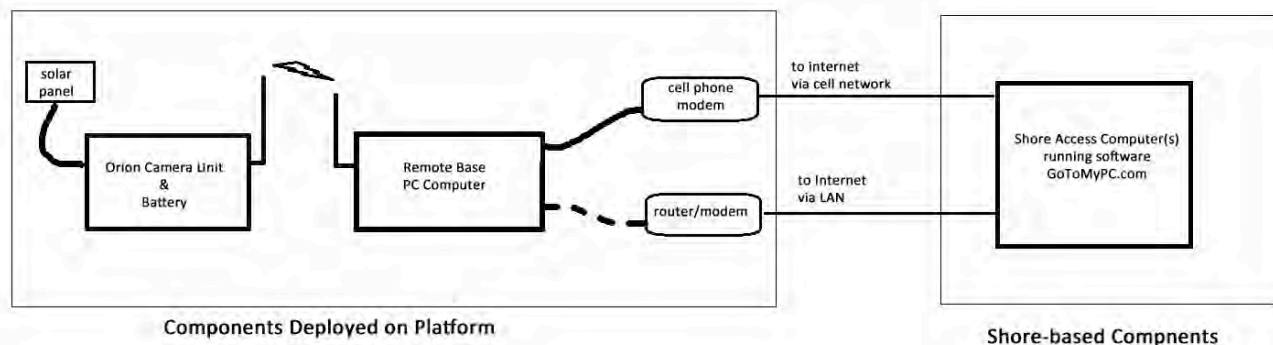 solar
panel
Orion Camera Unit
&
Battery
Remote Base
PC Computer
cell phone
modem
router/modem
to internet
via cell network
to Internet
via LAN
Shore Access Computer(s)
running software
GoToMyPC.com
Components Deployed on Platform
Shore-based Compnents